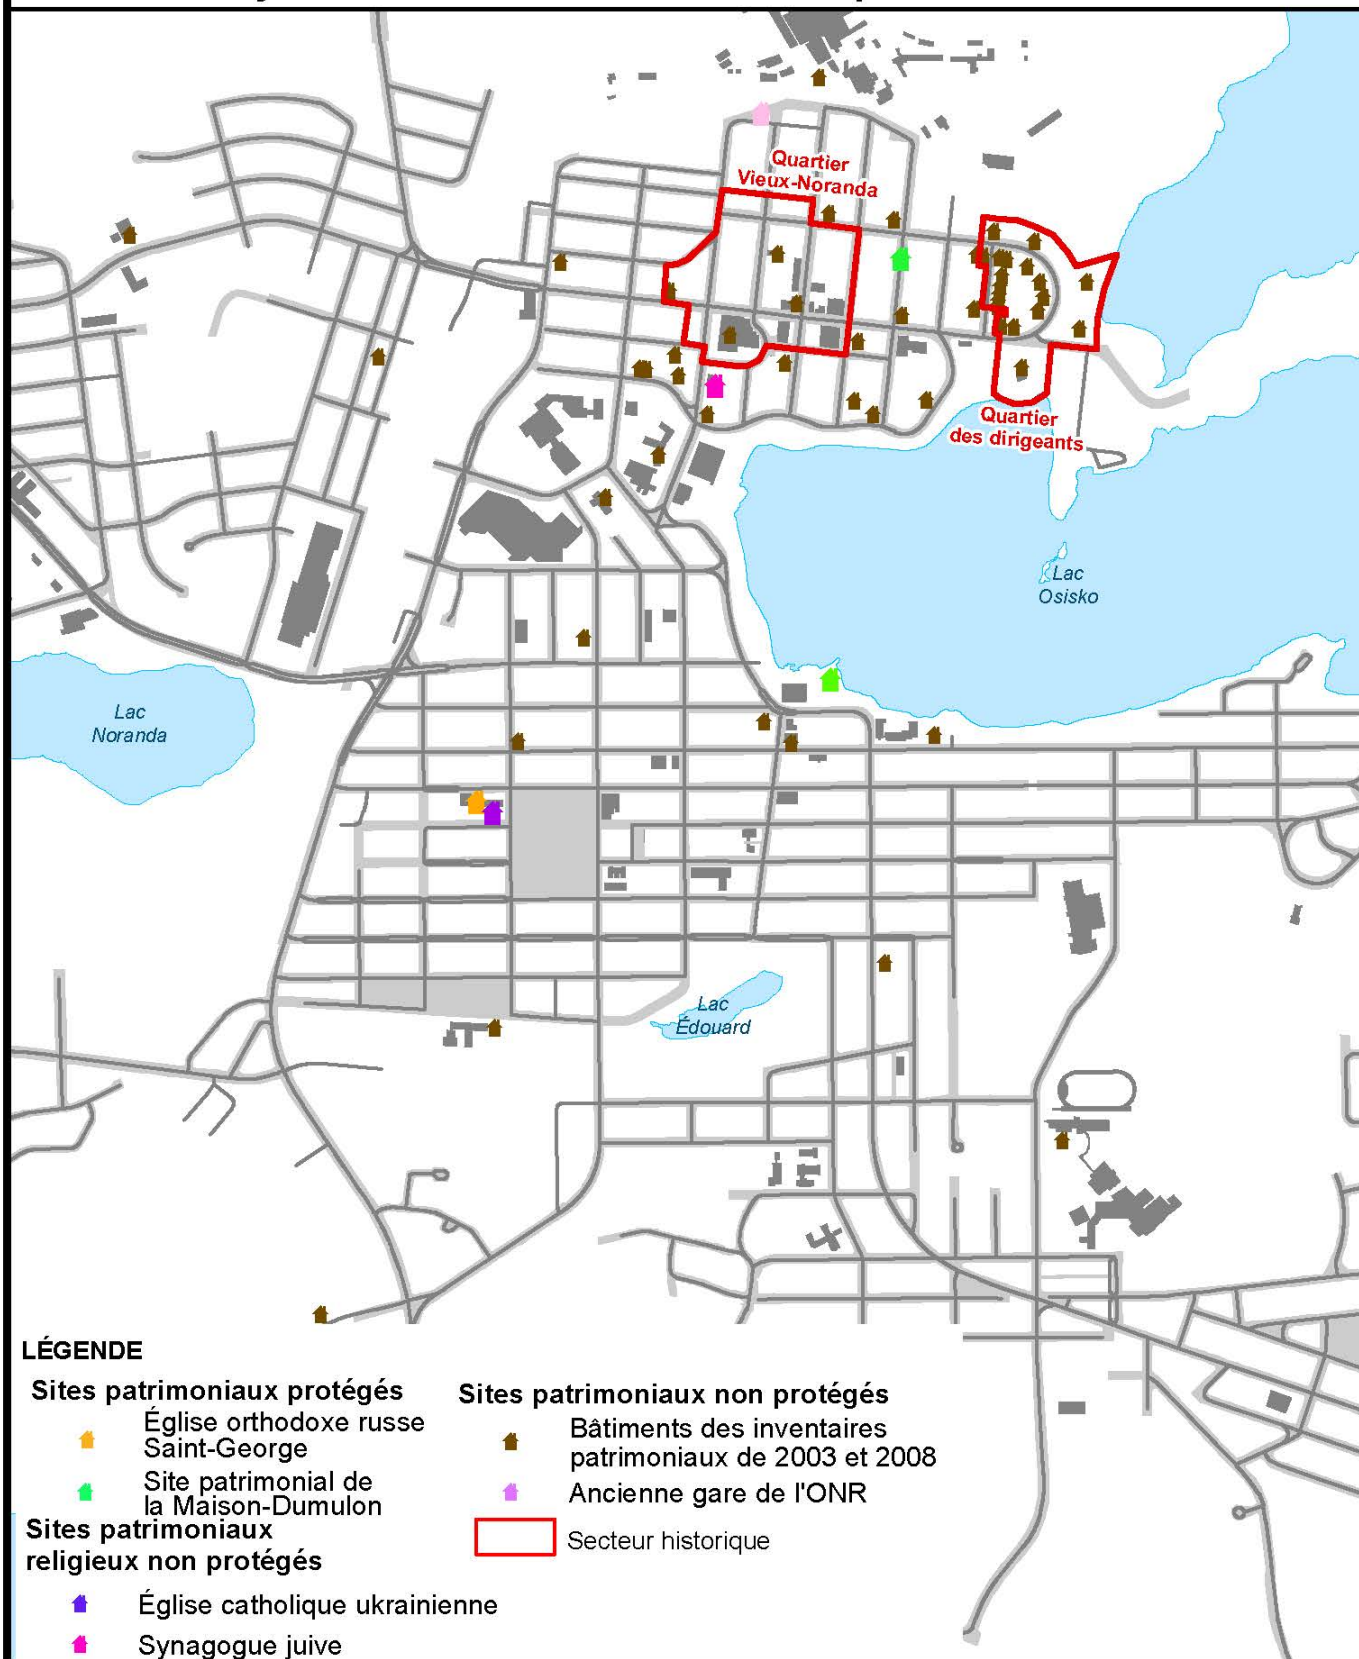 Quartier
Vieux-Noranda
Quartier
des dirigeants
Lac
Osisko
Lac
Noranda
Lac
Édouard
LÉGENDE
Sites patrimoniaux protégés
Église orthodoxe russe
Saint-George
Site patrimonial de
la Maison-Dumulon
Sites patrimoniaux
religieux non protégés
Église catholique ukrainienne
Synagogue juive
Sites patrimoniaux non protégés
Bâtiments des inventaires
patrimoniaux de 2003 et 2008
Ancienne gare de l'ONR
Secteur historique